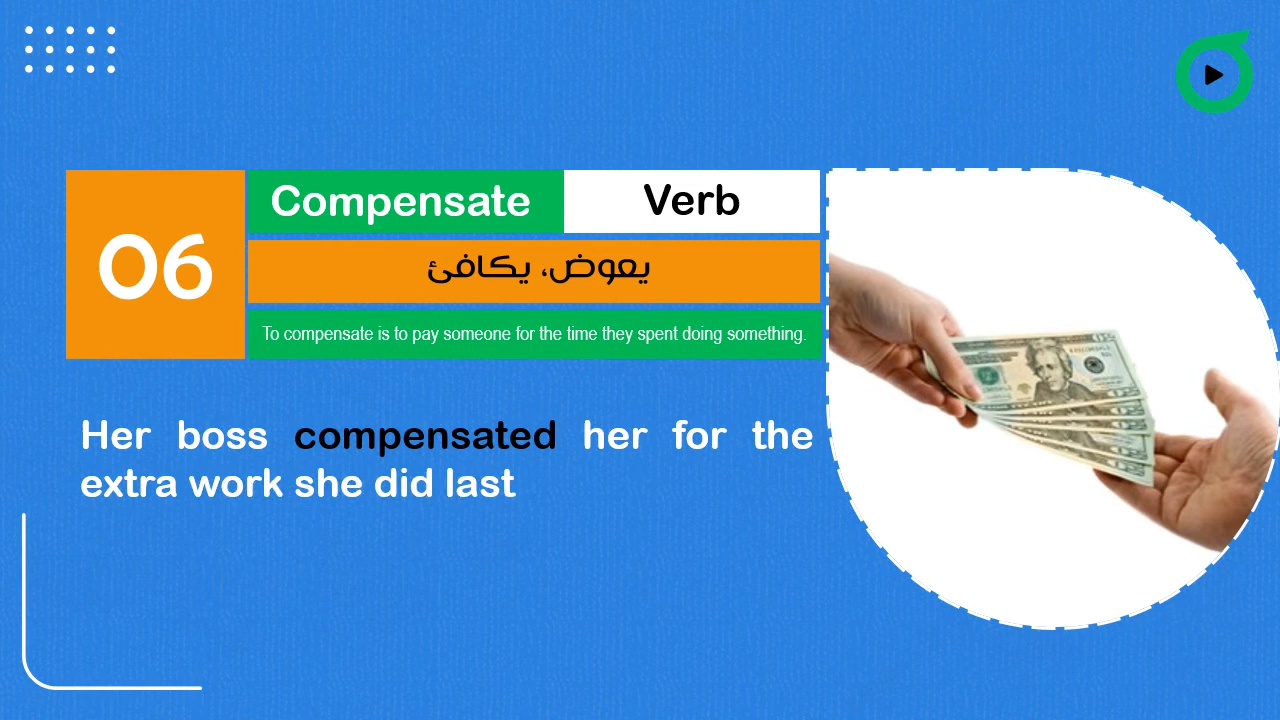 06
Compensate
Verb
يعوض، يكافئ
To compensate is to pay someone for the time they spent doing something.
Her boss compensated her for the
extra work she did last